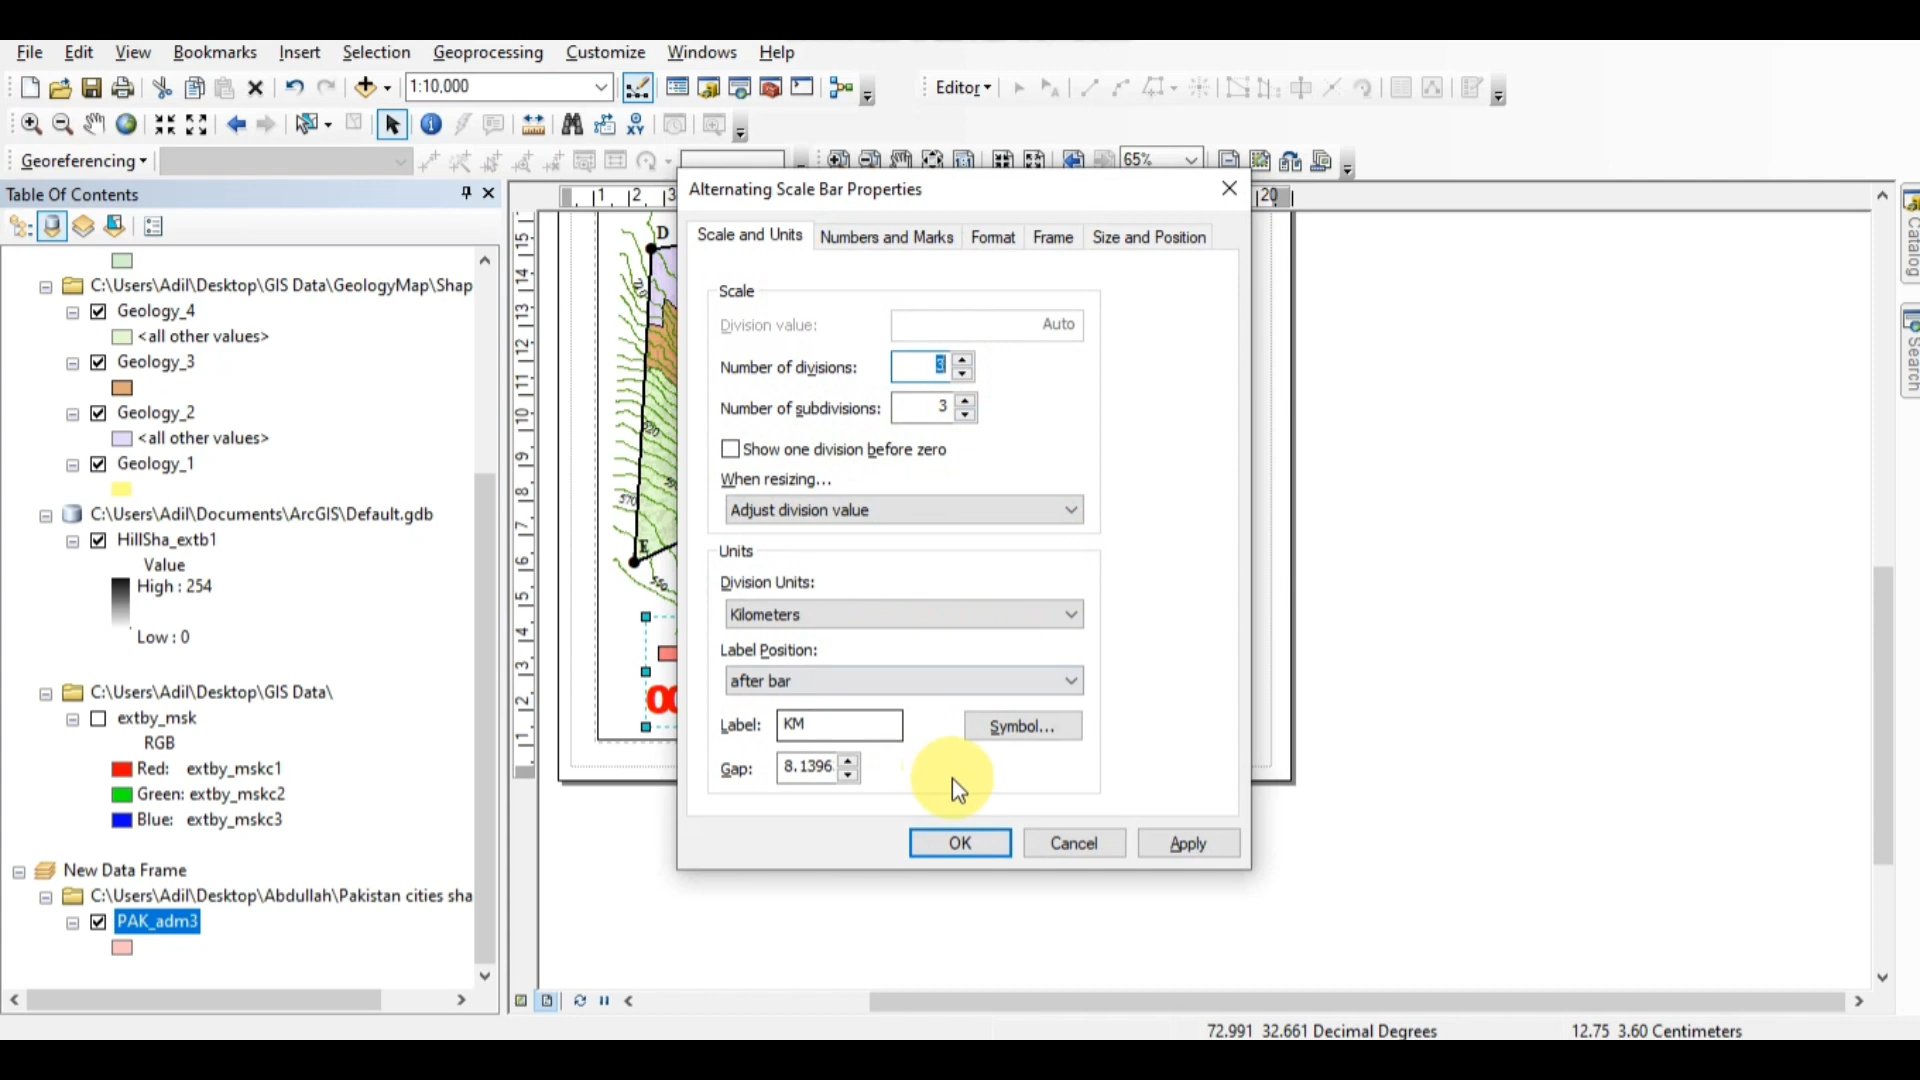 File Edit View Bookmarks Insert Selection Geoprocessing Customize Windows Help
1:10,000 Editor
Georeferencing 65%
Table Of Contents
C:\Users\Adil\Desktop\GIS Data\GeologyMap\Shap
Geology_4
<all other values>
Geology_3
Geology_2
<all other values>
Geology_1
C:\Users\Adil\Documents\ArcGIS\Default.gdb
HillSha_extb1
Value
High : 254
Low : 0
C:\Users\Adil\Desktop\GIS Data\
extby_msk
RGB
Red: extby_mskc1
Green: extby_mskc2
Blue: extby_mskc3
New Data Frame
C:\Users\Adil\Desktop\Abdullah\Pakistan cities sha
PAK_adm3
D
E
Alternating Scale Bar Properties
Scale and Units Numbers and Marks Format Frame Size and Position
Scale
Division value: Auto
Number of divisions: 3
Number of subdivisions: 3
Show one division before zero
When resizing...
Adjust division value
Units
Division Units:
Kilometers
Label Position:
after bar
Label: KM Symbol...
Gap: 8.1396
OK Cancel Apply
Catalog
Search
72.991 32.661 Decimal Degrees 12.75 3.60 Centimeters